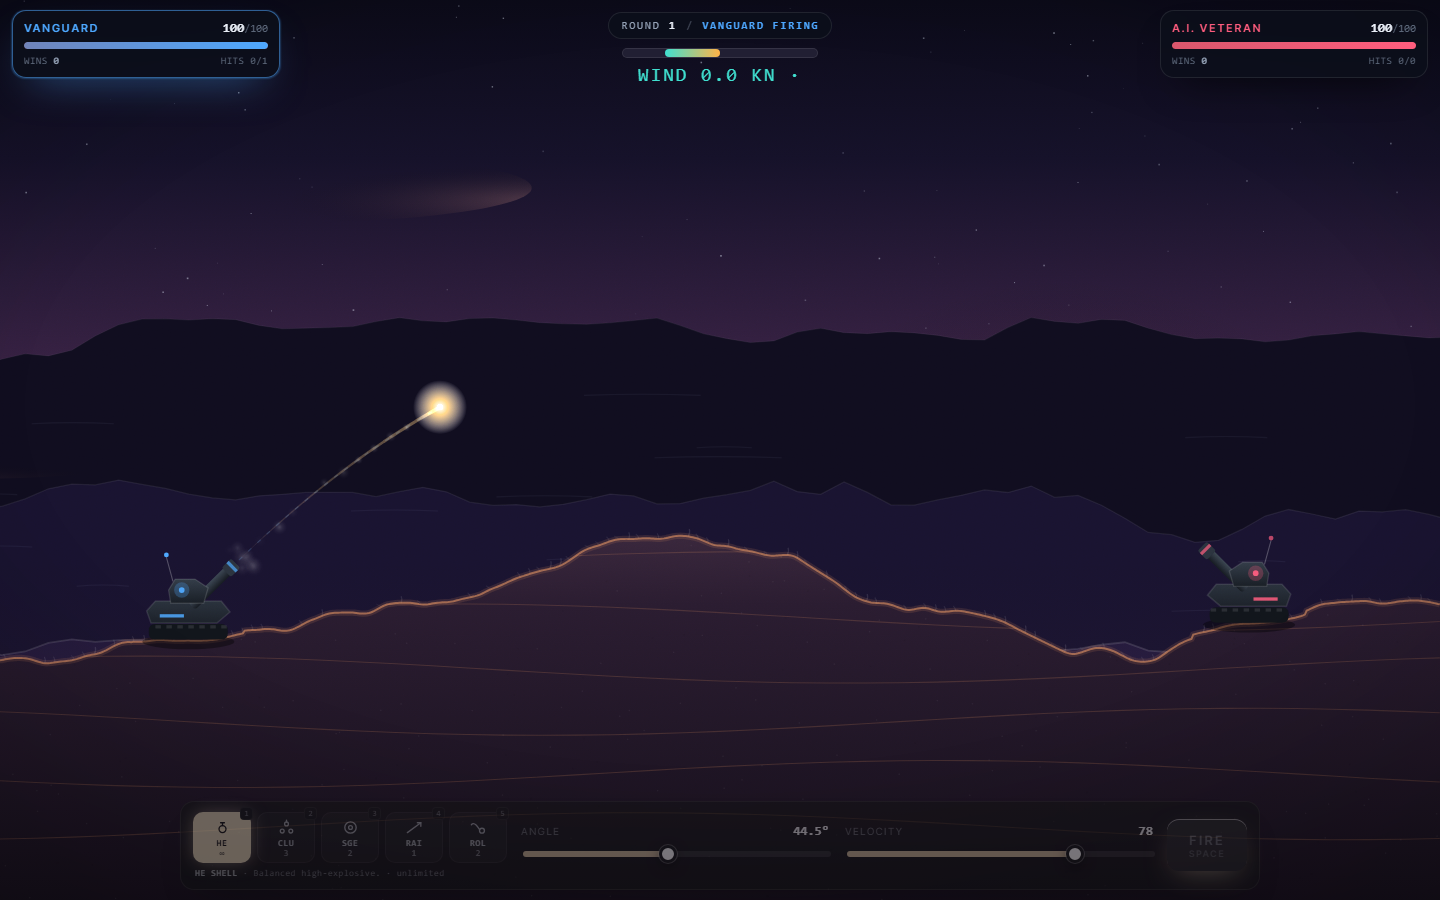 VANGUARD 100/100
WINS 0 HITS 0/1
ROUND 1 / VANGUARD FIRING
WIND 0.0 KN ·
A.I. VETERAN 100/100
WINS 0 HITS 0/0
1 2 3 4 5
HE CLU SGE RAI ROL
∞ 3 2 1 2
HE SHELL · Balanced high-explosive. · unlimited
ANGLE 44.5°
VELOCITY 78
FIRE
SPACE